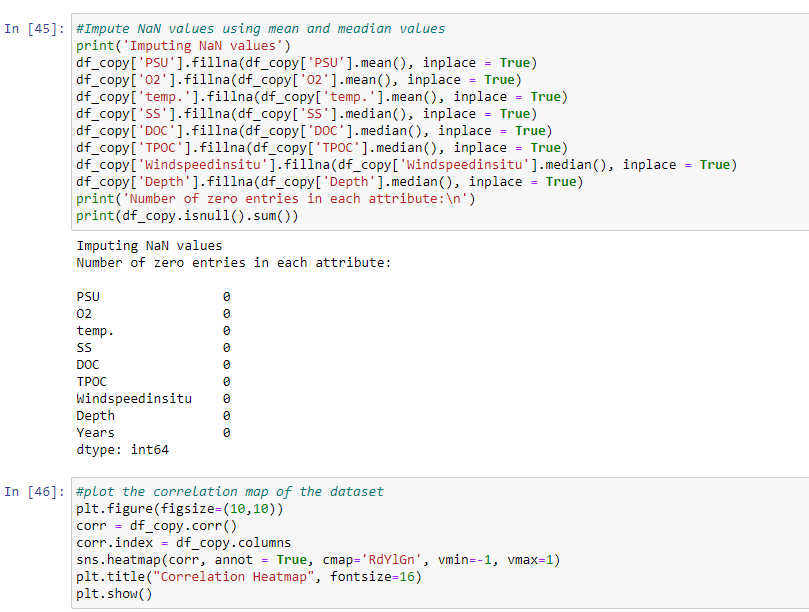 In [45]: #Impute NaN values using mean and meadian values
print('Imputing NaN values')
df_copy['PSU'].fillna(df_copy['PSU'].mean(), inplace = True)
df_copy['O2'].fillna(df_copy['O2'].mean(), inplace = True)
df_copy['temp.'].fillna(df_copy['temp.'].mean(), inplace = True)
df_copy['SS'].fillna(df_copy['SS'].median(), inplace = True)
df_copy['DOC'].fillna(df_copy['DOC'].median(), inplace = True)
df_copy['TPOC'].fillna(df_copy['TPOC'].median(), inplace = True)
df_copy['Windspeedinsitu'].fillna(df_copy['Windspeedinsitu'].median(), inplace = True)
df_copy['Depth'].fillna(df_copy['Depth'].median(), inplace = True)
print('Number of zero entries in each attribute:\n')
print(df_copy.isnull().sum())
Imputing NaN values
Number of zero entries in each attribute:
PSU 0
O2 0
temp. 0
SS 0
DOC 0
TPOC 0
Windspeedinsitu 0
Depth 0
Years 0
dtype: int64
In [46]: #plot the correlation map of the dataset
plt.figure(figsize=(10,10))
corr = df_copy.corr()
corr.index = df_copy.columns
sns.heatmap(corr, annot = True, cmap='RdYlGn', vmin=-1, vmax=1)
plt.title("Correlation Heatmap", fontsize=16)
plt.show()